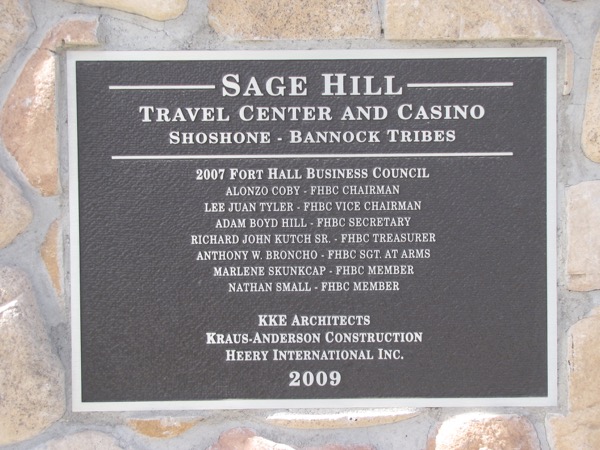 SAGE HILL
TRAVEL CENTER AND CASINO
SHOSHONE - BANNOCK TRIBES
2007 FORT HALL BUSINESS COUNCIL
ALONZO COBY - FHBC CHAIRMAN
LEE JUAN TYLER - FHBC VICE CHAIRMAN
ADAM BOYD HILL - FHBC SECRETARY
RICHARD JOHN KUTCH SR. - FHBC TREASURER
ANTHONY W. BRONCHO - FHBC SGT. AT ARMS
MARLENE SKUNKCAP - FHBC MEMBER
NATHAN SMALL - FHBC MEMBER
KKE ARCHITECTS
KRAUS-ANDERSON CONSTRUCTION
HEERY INTERNATIONAL INC.
2009